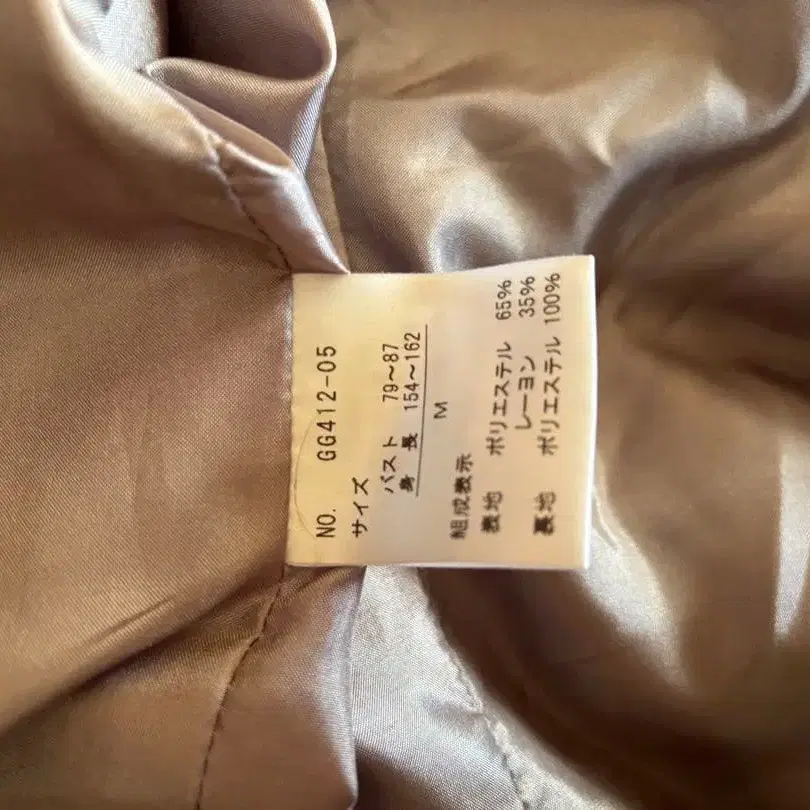 NO. GG412-05
サイズ
バスト 79～87
身長 154～162
M
組成表示
表地 ポリエステル 65%
レーヨン 35%
裏地 ポリエステル 100%